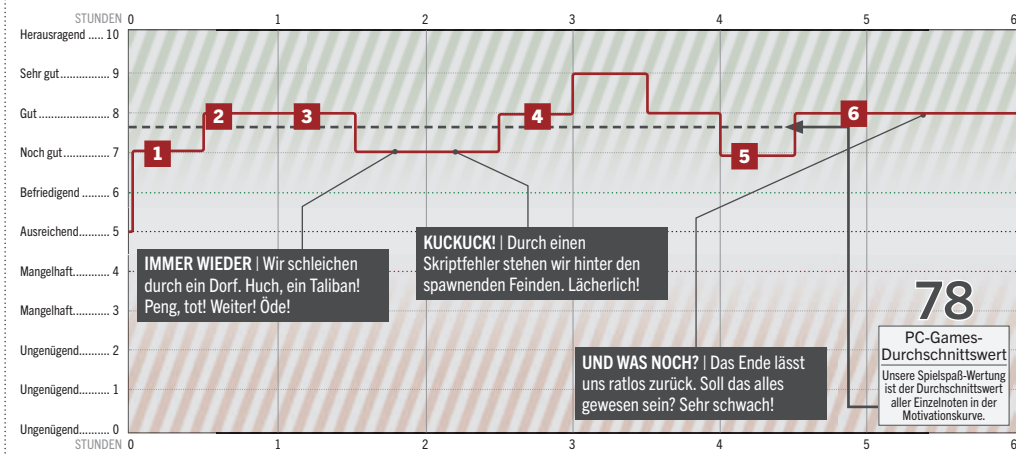 STUNDEN 0 1 2 3 4 5 6
Herausragend ..... 10
Sehr gut................ 9
Gut........................ 8
Noch gut............... 7
Befriedigend ........ 6
Ausreichend.......... 5
Mangelhaft........... 4
Mangelhaft........... 3
Ungenügend......... 2
Ungenügend......... 1
Ungenügend......... 0
STUNDEN 0 1 2 3 4 5 6
1
2
3
4
5
6
IMMER WIEDER | Wir schleichen
durch ein Dorf. Huch, ein Taliban!
Peng, tot! Weiter! Öde!
KUCKUCK! | Durch einen
Skriptfehler stehen wir hinter den
spawnenden Feinden. Lächerlich!
UND WAS NOCH? | Das Ende lässt
uns ratlos zurück. Soll das alles
gewesen sein? Sehr schwach!
78
PC-Games-
Durchschnittswert
Unsere Spielspaß-Wertung
ist der Durchschnittswert
aller Einzelnoten in der
Motivationskurve.